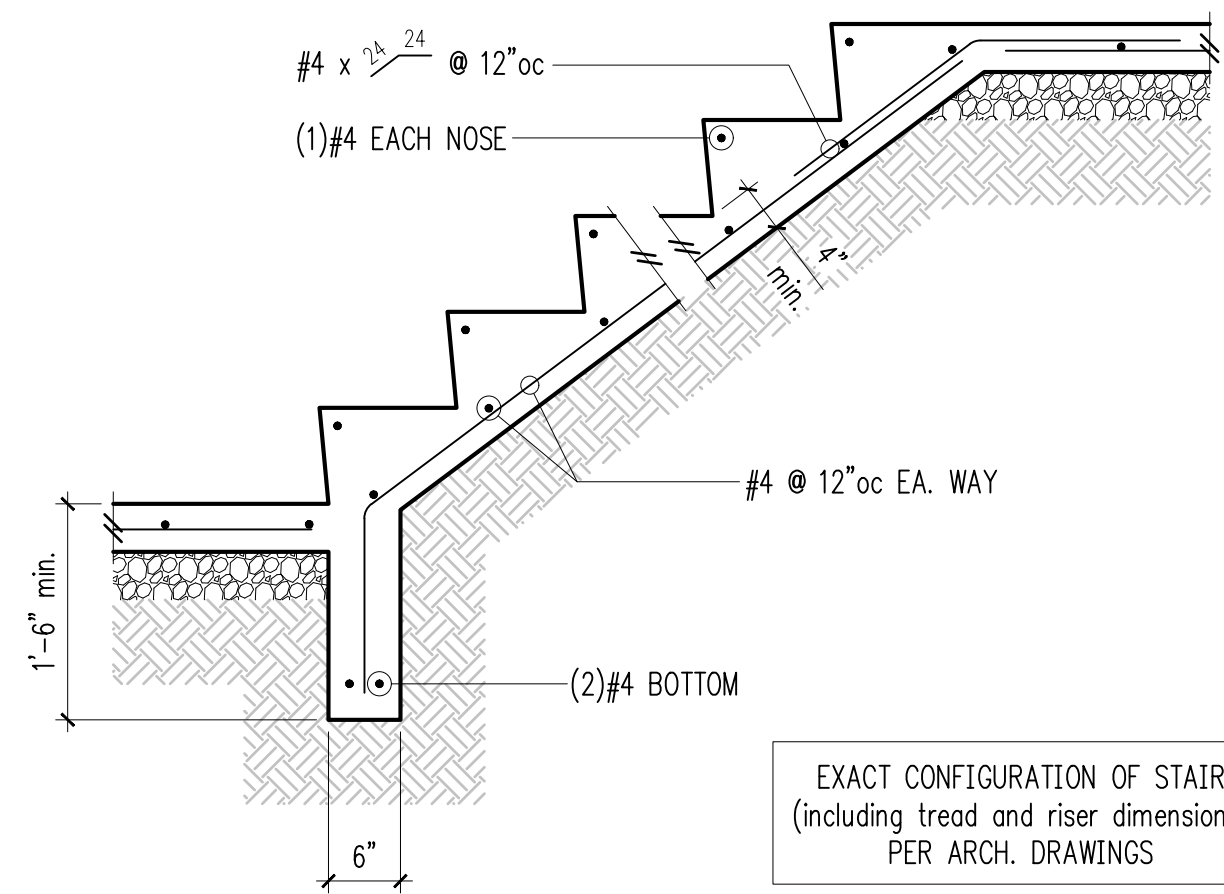 #4 x 24 24 @ 12"oc
(1)#4 EACH NOSE
4"
min.
#4 @ 12"oc EA. WAY
1'-6" min.
(2)#4 BOTTOM
6"
EXACT CONFIGURATION OF STAIR
(including tread and riser dimension
PER ARCH. DRAWINGS